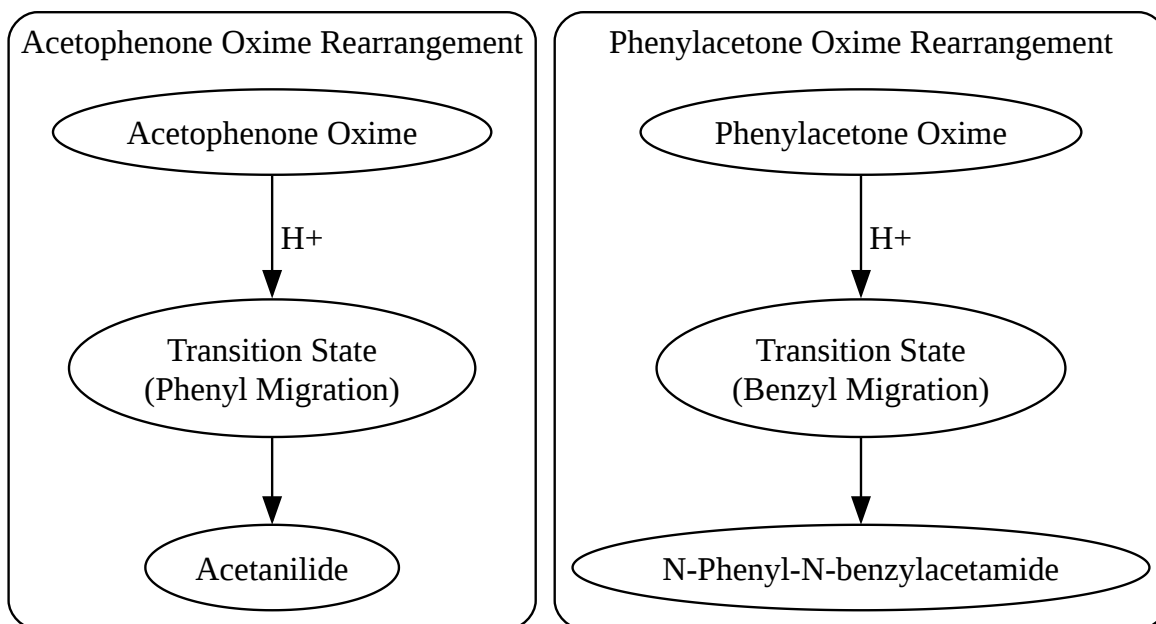 Acetophenone Oxime Rearrangement
Acetophenone Oxime
H+
Transition State
(Phenyl Migration)
Acetanilide
Phenylacetone Oxime Rearrangement
Phenylacetone Oxime
H+
Transition State
(Benzyl Migration)
N-Phenyl-N-benzylacetamide